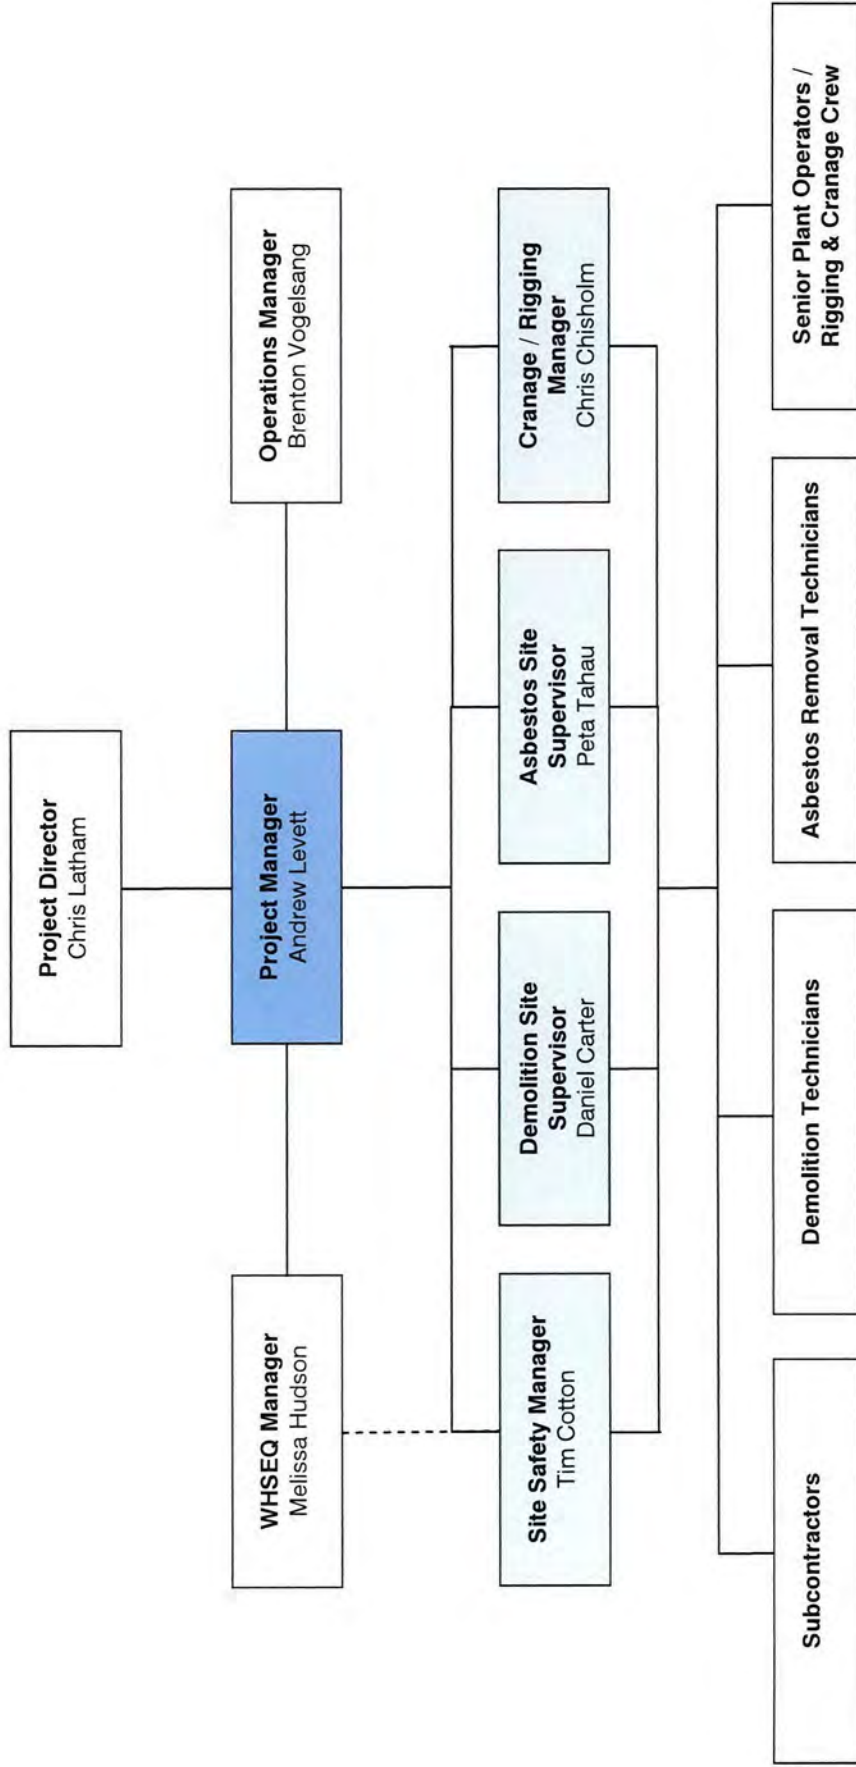 Project Director
Chris Latham
WHSEQ Manager
Melissa Hudson
Project Manager
Andrew Levett
Operations Manager
Brenton Vogelsang
Site Safety Manager
Tim Cotton
Demolition Site
Supervisor
Daniel Carter
Asbestos Site
Supervisor
Peta Tahau
Cranage / Rigging
Manager
Chris Chisholm
Subcontractors
Demolition Technicians
Asbestos Removal Technicians
Senior Plant Operators /
Rigging & Cranage Crew